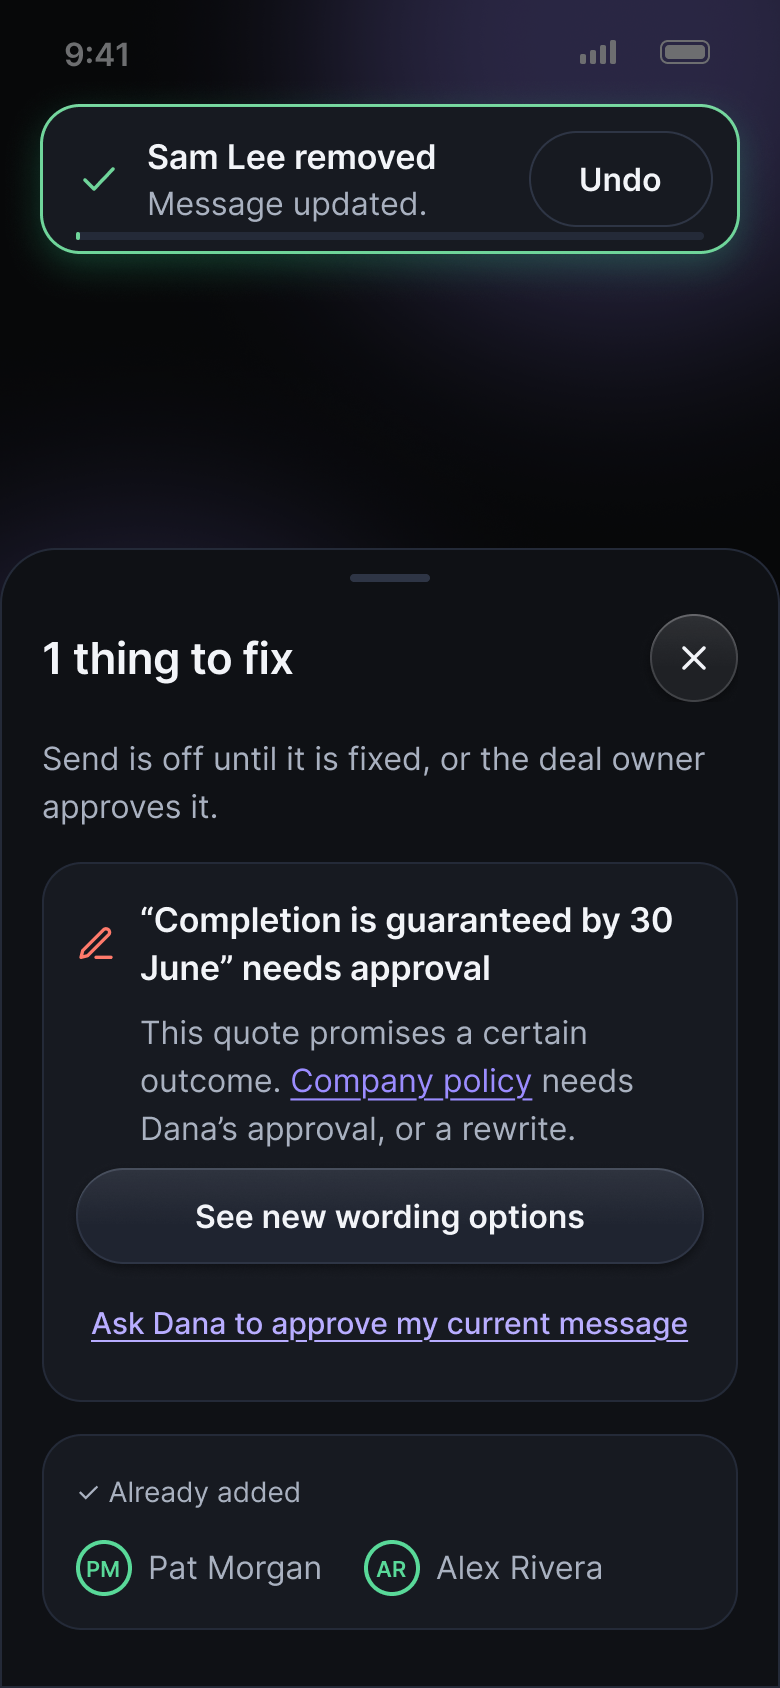 9:41
Sam Lee removed
Message updated.
Undo
1 thing to fix
Send is off until it is fixed, or the deal owner
approves it.
“Completion is guaranteed by 30
June” needs approval
This quote promises a certain
outcome. Company policy needs
Dana’s approval, or a rewrite.
See new wording options
Ask Dana to approve my current message
Already added
PM Pat Morgan
AR Alex Rivera